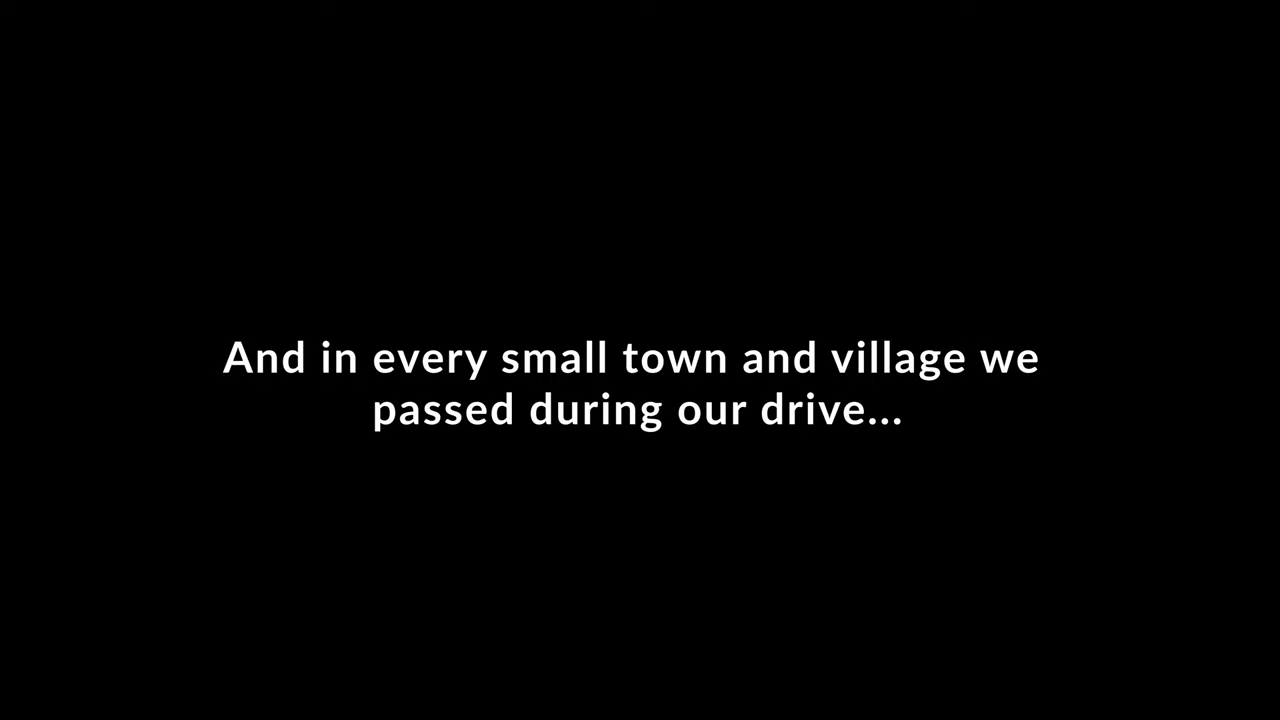 And in every small town and village we
passed during our drive...